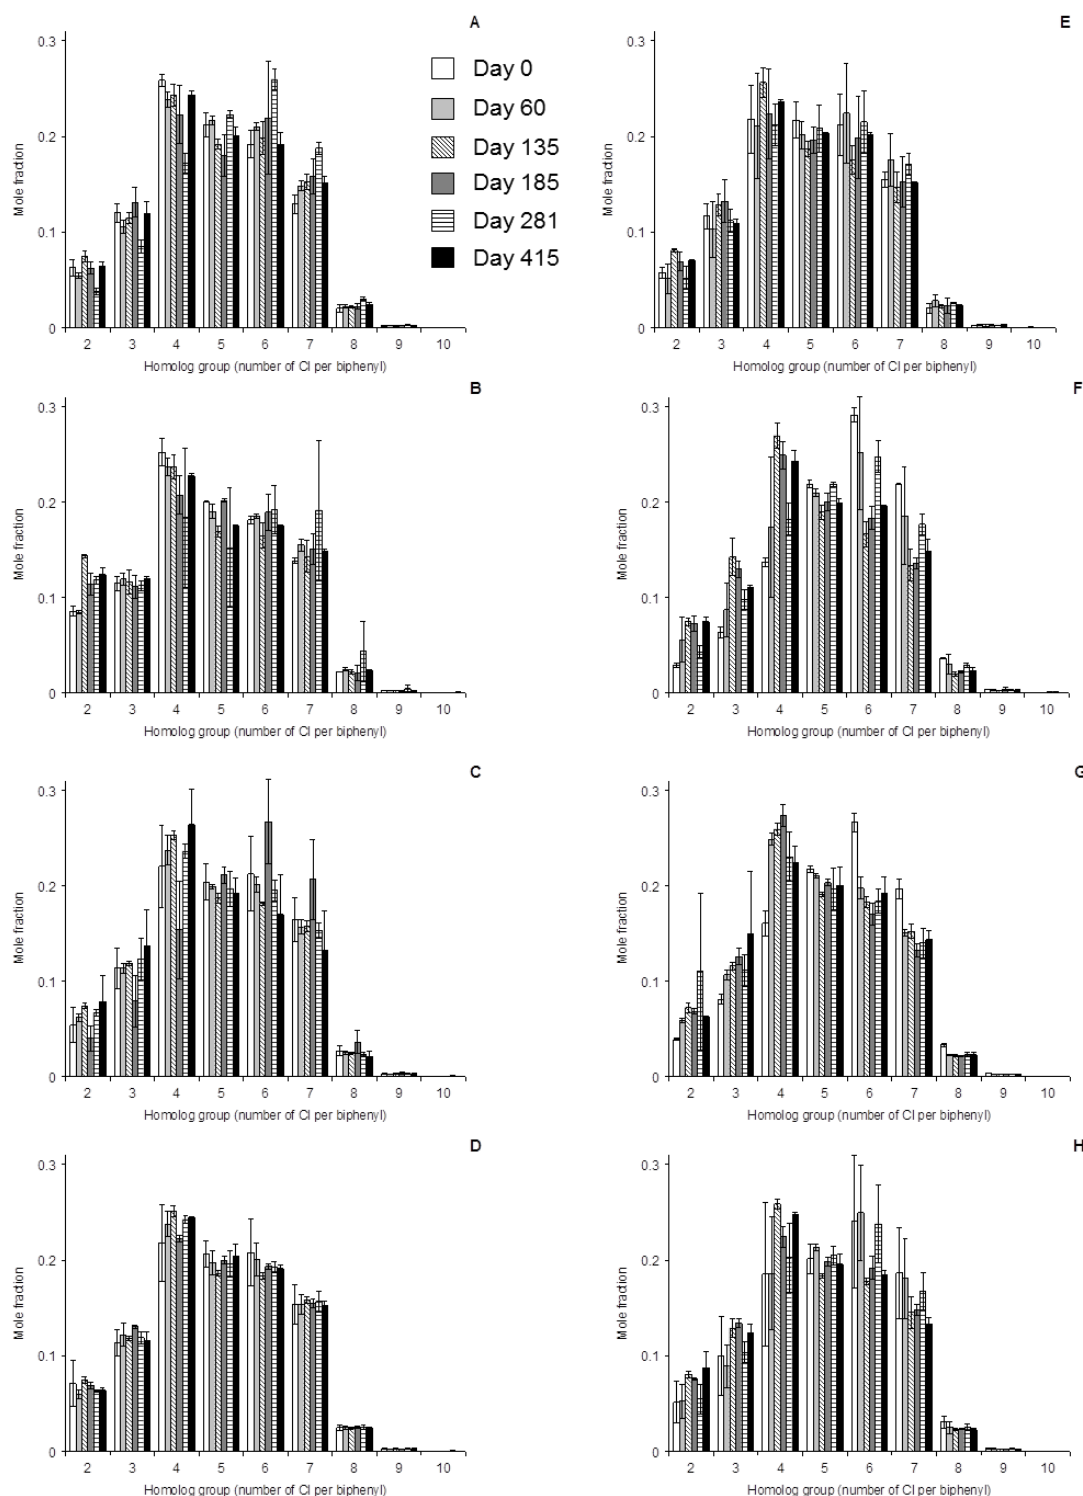 A
0.3
0.2
0.1
0
Mole fraction
2 3 4 5 6 7 8 9 10
Homolog group (number of Cl per biphenyl)
Day 0
Day 60
Day 135
Day 185
Day 281
Day 415
E
0.3
0.2
0.1
0
Mole fraction
2 3 4 5 6 7 8 9 10
Homolog group (number of Cl per biphenyl)
B
0.3
0.2
0.1
0
Mole fraction
2 3 4 5 6 7 8 9 10
Homolog group (number of Cl per biphenyl)
F
0.3
0.2
0.1
0
Mole fraction
2 3 4 5 6 7 8 9 10
Homolog group (number of Cl per biphenyl)
C
0.3
0.2
0.1
0
Mole fraction
2 3 4 5 6 7 8 9 10
Homolog group (number of Cl per biphenyl)
G
0.3
0.2
0.1
0
Mole fraction
2 3 4 5 6 7 8 9 10
Homolog group (number of Cl per biphenyl)
D
0.3
0.2
0.1
0
Mole fraction
2 3 4 5 6 7 8 9 10
Homolog group (number of Cl per biphenyl)
H
0.3
0.2
0.1
0
Mole fraction
2 3 4 5 6 7 8 9 10
Homolog group (number of Cl per biphenyl)